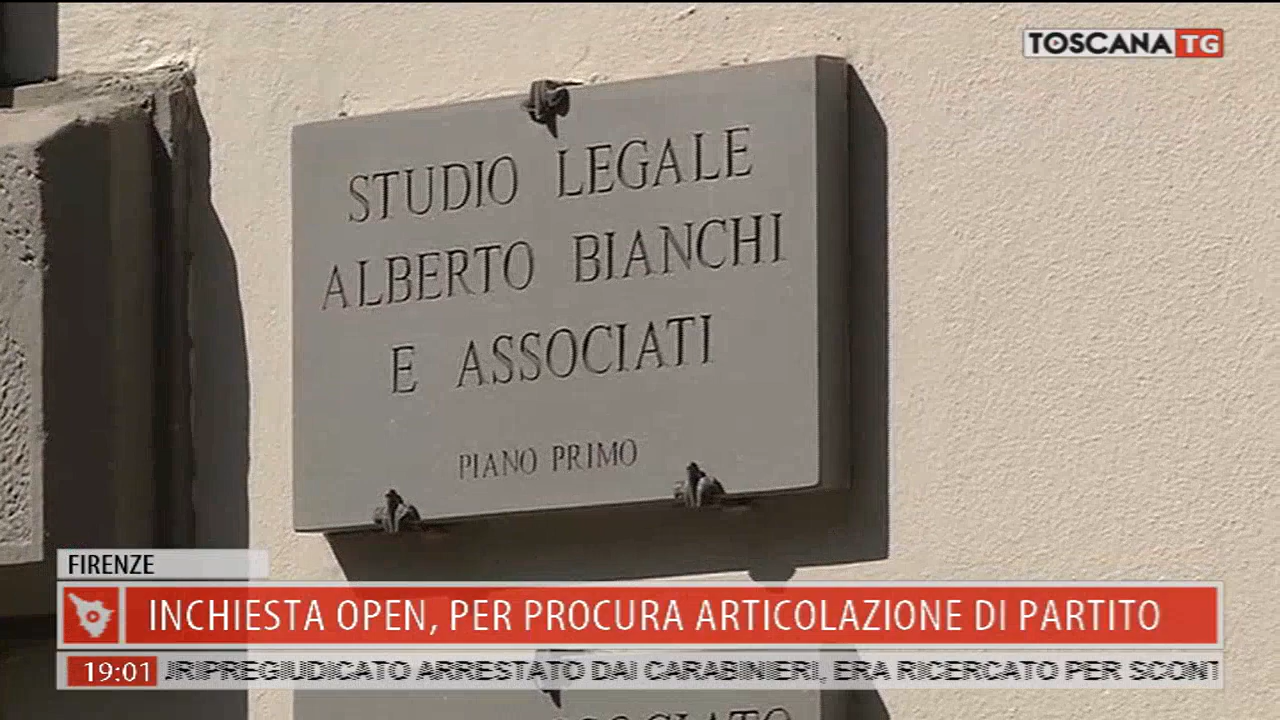 TOSCANA TG
STUDIO LEGALE
ALBERTO BIANCHI
E ASSOCIATI
PIANO PRIMO
FIRENZE
INCHIESTA OPEN, PER PROCURA ARTICOLAZIONE DI PARTITO
19:01 PREGIUDICATO ARRESTATO DAI CARABINIERI, ERA RICERCATO PER SCONT